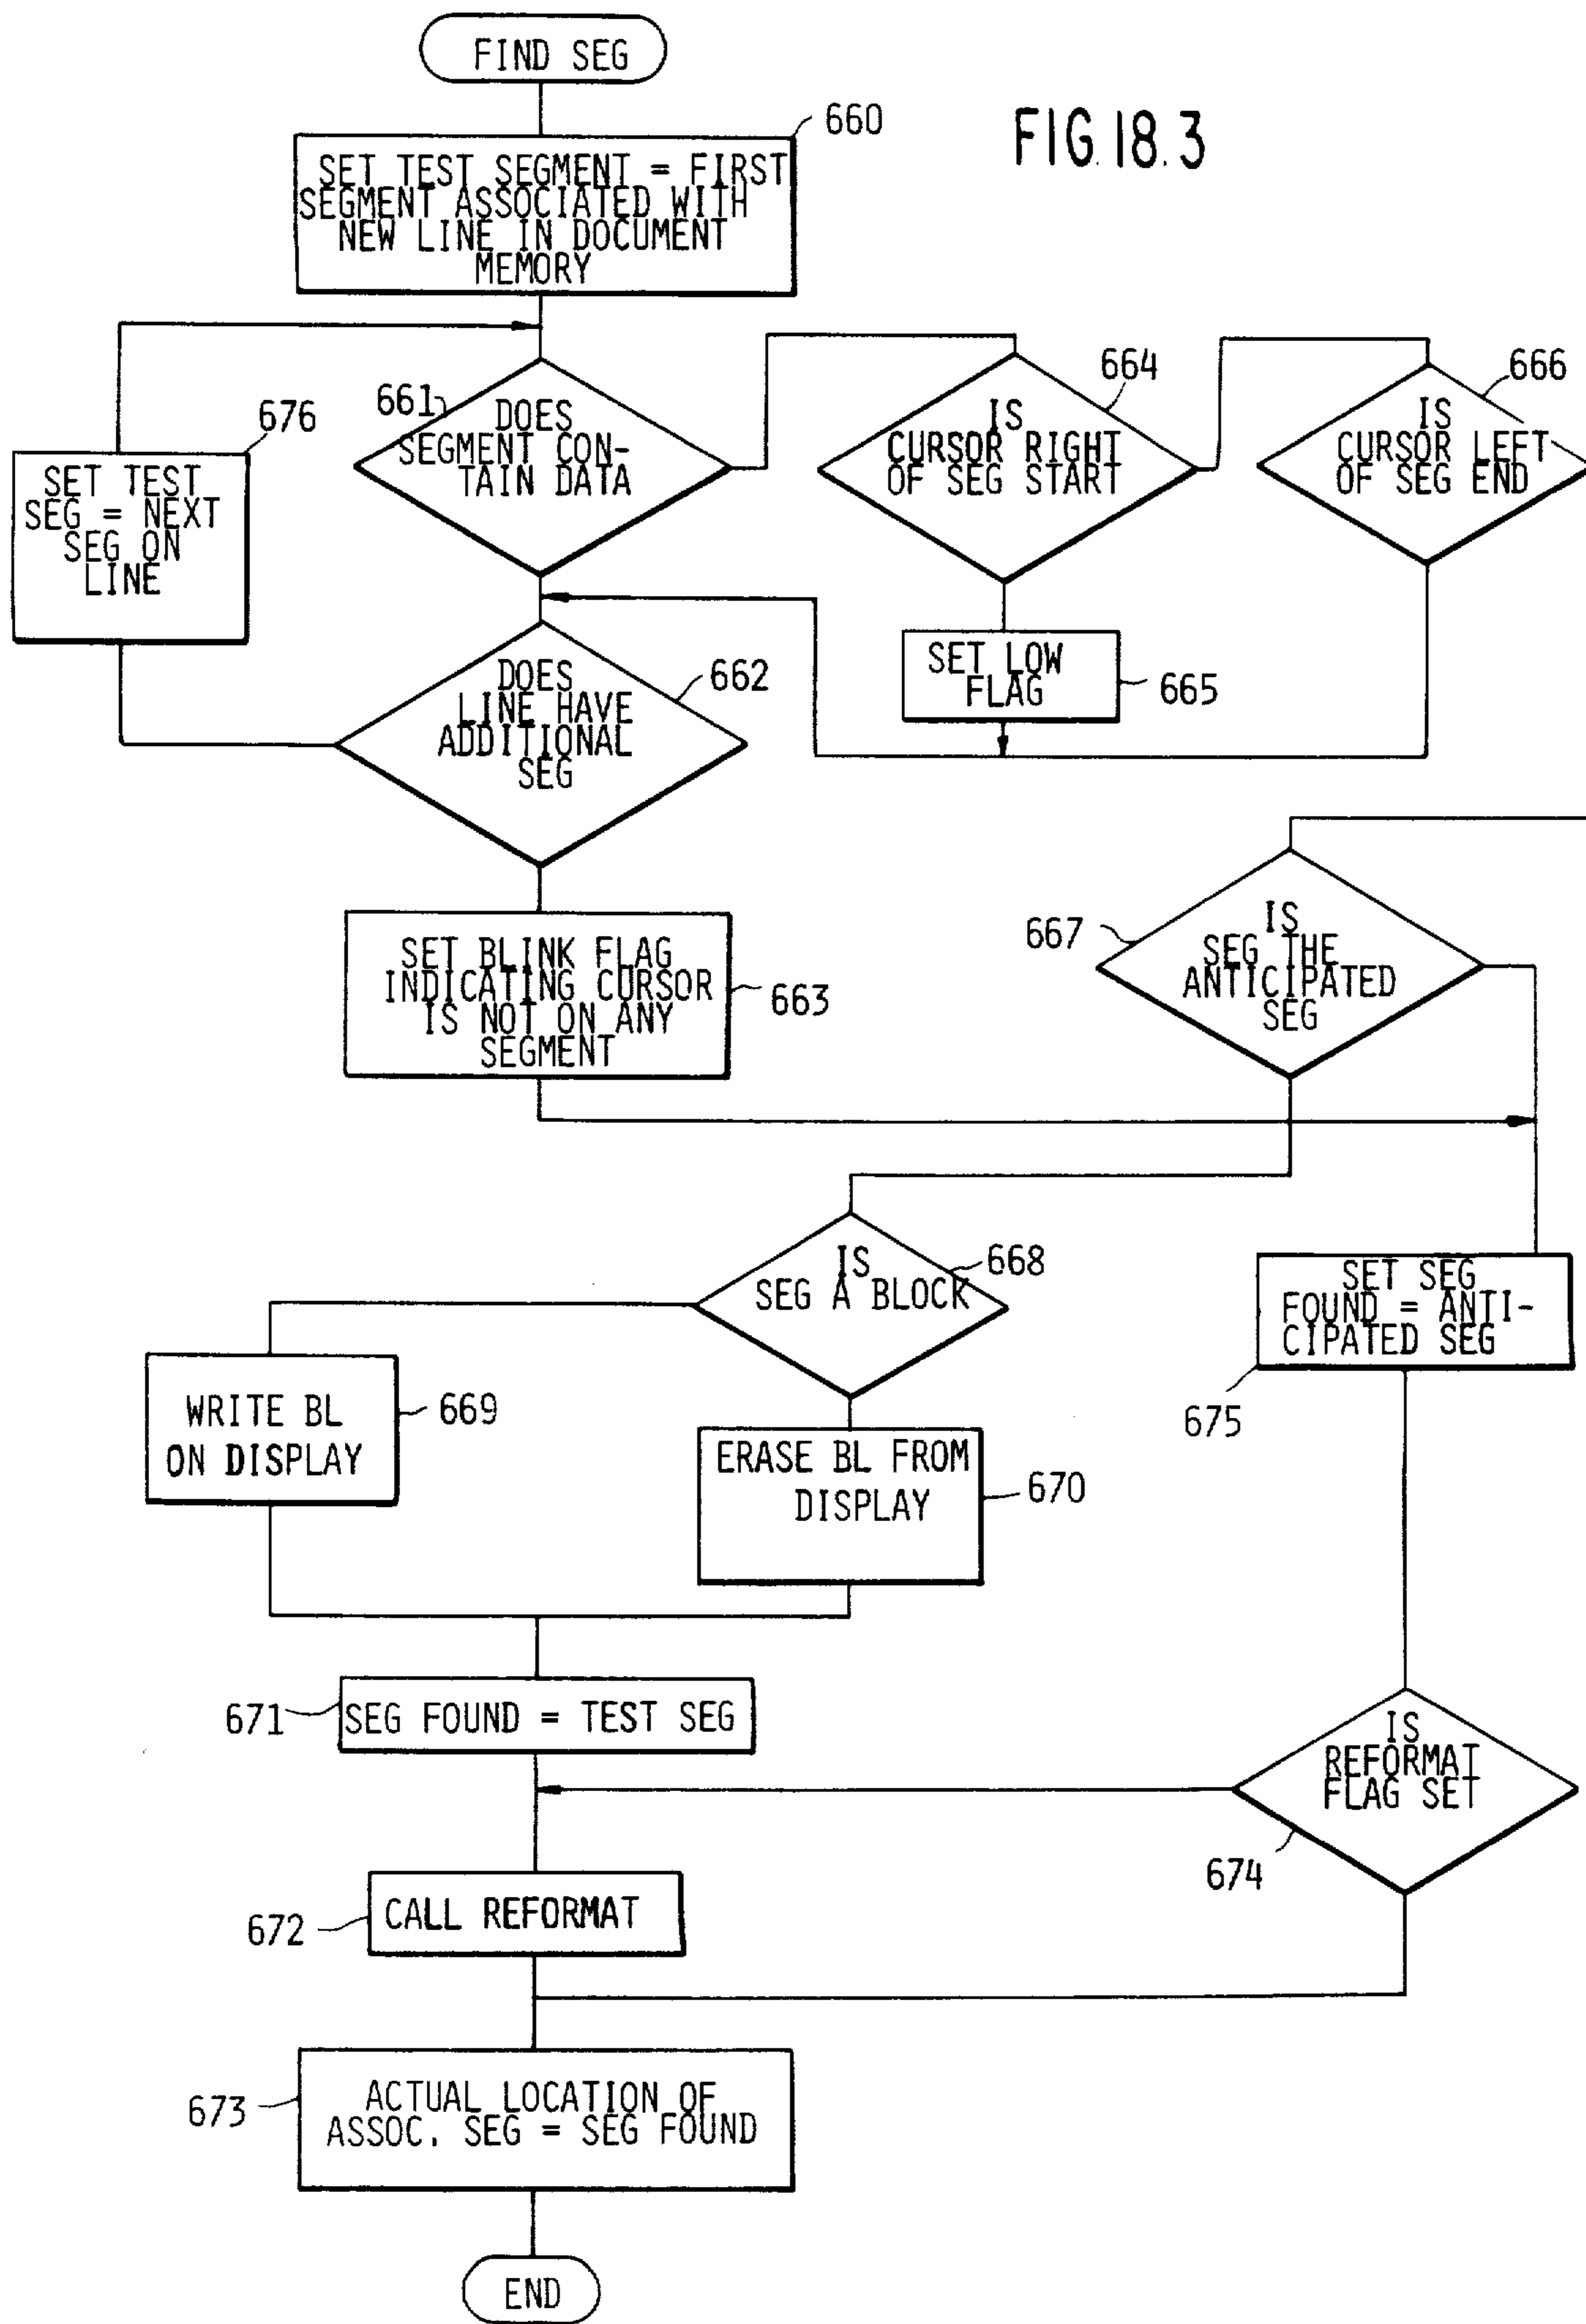 FIND SEG
FIG. 18.3
660
SET TEST SEGMENT = FIRST
SEGMENT ASSOCIATED WITH
NEW LINE IN DOCUMENT
MEMORY
661
DOES
SEGMENT CON-
TAIN DATA
664
IS
CURSOR RIGHT
OF SEG START
666
IS
CURSOR LEFT
OF SEG END
676
SET TEST
SEG = NEXT
SEG ON
LINE
SET LOW
FLAG
665
662
DOES
LINE HAVE
ADDITIONAL
SEG
SET BLINK FLAG
INDICATING CURSOR
IS NOT ON ANY
SEGMENT
663
667
IS
SEG THE
ANTICIPATED
SEG
668
IS
SEG A BLOCK
SET SEG
FOUND = ANTI-
CIPATED SEG
675
WRITE BL
ON DISPLAY
669
ERASE BL FROM
DISPLAY
670
671
SEG FOUND = TEST SEG
IS
REFORMAT
FLAG SET
674
672
CALL REFORMAT
673
ACTUAL LOCATION OF
ASSOC. SEG = SEG FOUND
END